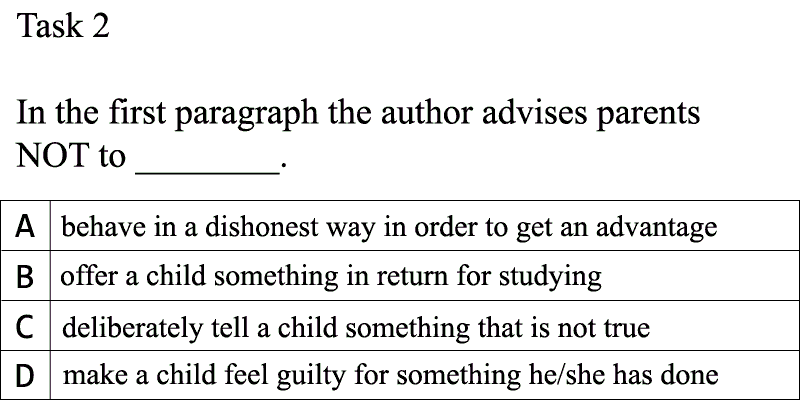 Task 2
In the first paragraph the author advises parents
NOT to ________.
A behave in a dishonest way in order to get an advantage
B offer a child something in return for studying
C deliberately tell a child something that is not true
D make a child feel guilty for something he/she has done